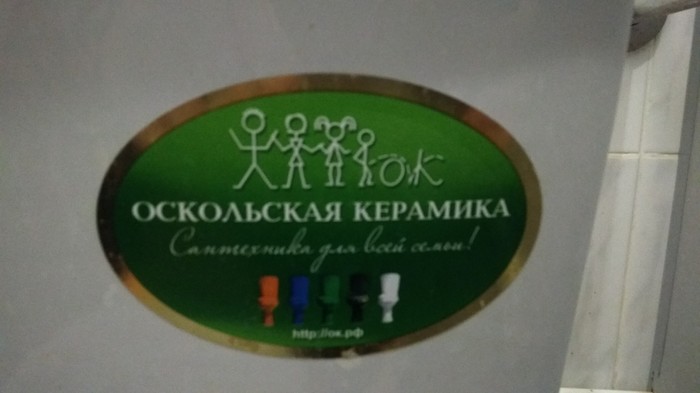 ОК
ОСКОЛЬСКАЯ КЕРАМИКА
Сантехника для всей семьи!
http://ок.рф